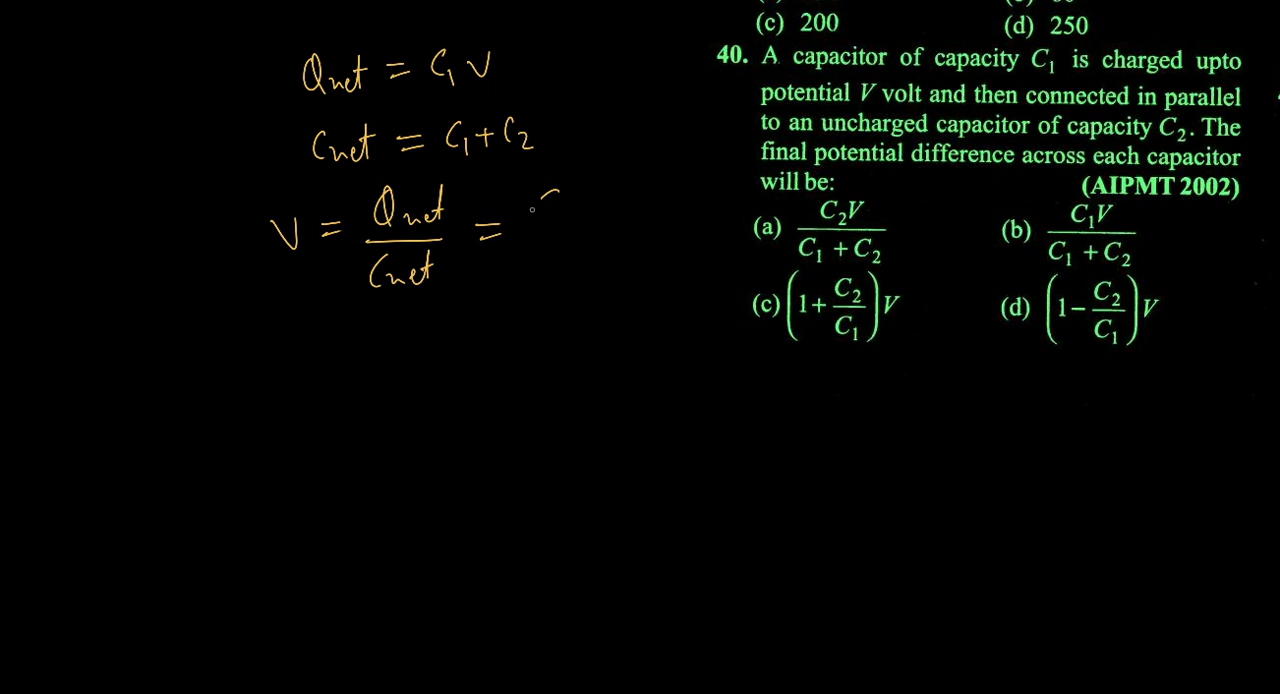 (c) 200 (d) 250
40. A capacitor of capacity C₁ is charged upto
potential V volt and then connected in parallel
to an uncharged capacitor of capacity C₂. The
final potential difference across each capacitor
will be: (AIPMT 2002)
(a) C₂V / C₁ + C₂ (b) C₁V / C₁ + C₂
(c) (1 + C₂/C₁) V (d) (1 − C₂/C₁) V
Qnet = C₁ V
Cnet = C₁ + C₂
V = Qnet / Cnet =